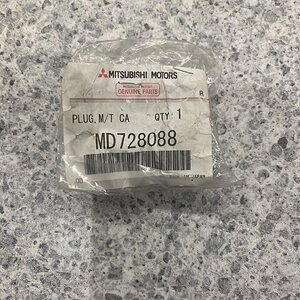 MITSUBISHI MOTORS
GENUINE PARTS
R
PLUG, M/T CA QTY: 1
MD728088